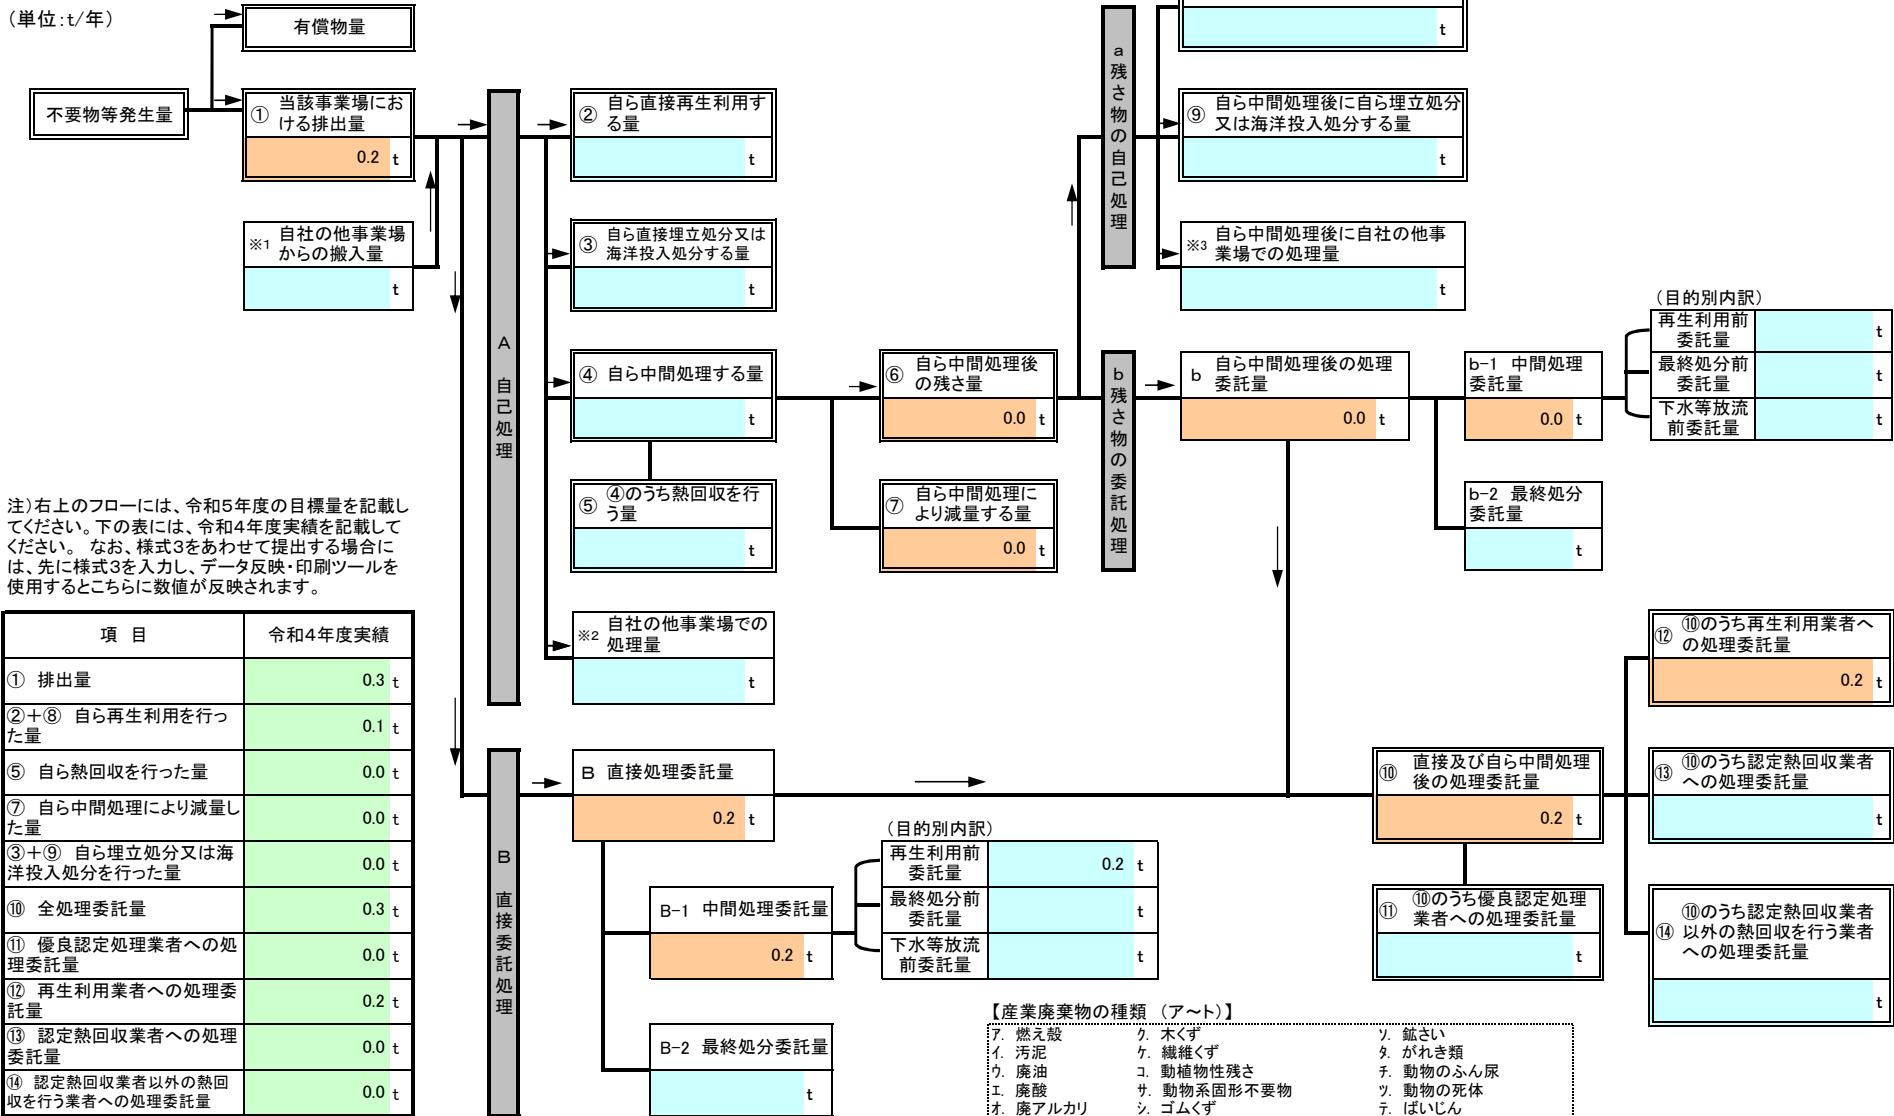 （単位：t/年）
有償物量
t
不要物等発生量
① 当該事業場にお
ける排出量
0.2 t
※1 自社の他事業場
からの搬入量
t
A 自己処理
② 自ら直接再生利用す
る量
t
③ 自ら直接埋立処分又は
海洋投入処分する量
t
④ 自ら中間処理する量
t
⑤ ④のうち熱回収を行
う量
t
※2 自社の他事業場での
処理量
t
⑥ 自ら中間処理後
の残さ量
0.0 t
⑦ 自ら中間処理に
より減量する量
0.0 t
a 残さ物の自己処理
⑨ 自ら中間処理後に自ら埋立処分
又は海洋投入処分する量
t
※3 自ら中間処理後に自社の他事
業場での処理量
t
b 残さ物の委託処理
b 自ら中間処理後の処理
委託量
0.0 t
b-1 中間処理
委託量
0.0 t
（目的別内訳）
再生利用前
委託量
t
最終処分前
委託量
t
下水等放流
前委託量
t
b-2 最終処分
委託量
t
注）右上のフローには、令和５年度の目標量を記載し
てください。下の表には、令和４年度実績を記載して
ください。 なお、様式３をあわせて提出する場合に
は、先に様式３を入力し、データ反映・印刷ツールを
使用するとこちらに数値が反映されます。
項 目 令和４年度実績
① 排出量 0.3 t
②＋⑧ 自ら再生利用を行っ
た量 0.1 t
⑤ 自ら熱回収を行った量 0.0 t
⑦ 自ら中間処理により減量し
た量 0.0 t
③＋⑨ 自ら埋立処分又は海
洋投入処分を行った量 0.0 t
⑩ 全処理委託量 0.3 t
⑪ 優良認定処理業者への処
理委託量 0.0 t
⑫ 再生利用業者への処理委
託量 0.2 t
⑬ 認定熱回収業者への処理
委託量 0.0 t
⑭ 認定熱回収業者以外の熱回
収を行う業者への処理委託量 0.0 t
B 直接委託処理
B 直接処理委託量
0.2 t
B-1 中間処理委託量
0.2 t
B-2 最終処分委託量
t
（目的別内訳）
再生利用前
委託量
0.2 t
最終処分前
委託量
t
下水等放流
前委託量
t
⑩ 直接及び自ら中間処理
後の処理委託量
0.2 t
⑪ ⑩のうち優良認定処理
業者への処理委託量
t
⑫ ⑩のうち再生利用業者へ
の処理委託量
0.2 t
⑬ ⑩のうち認定熱回収業者
への処理委託量
t
⑭ ⑩のうち認定熱回収業者
以外の熱回収を行う業者
への処理委託量
t
【産業廃棄物の種類 （ア～ト）】
ア. 燃え殻 ク. 木くず ソ. 鉱さい
イ. 汚泥 ケ. 繊維くず タ. がれき類
ウ. 廃油 コ. 動植物性残さ チ. 動物のふん尿
エ. 廃酸 サ. 動物系固形不要物 ツ. 動物の死体
オ. 廃アルカリ シ. ゴムくず テ. ばいじん